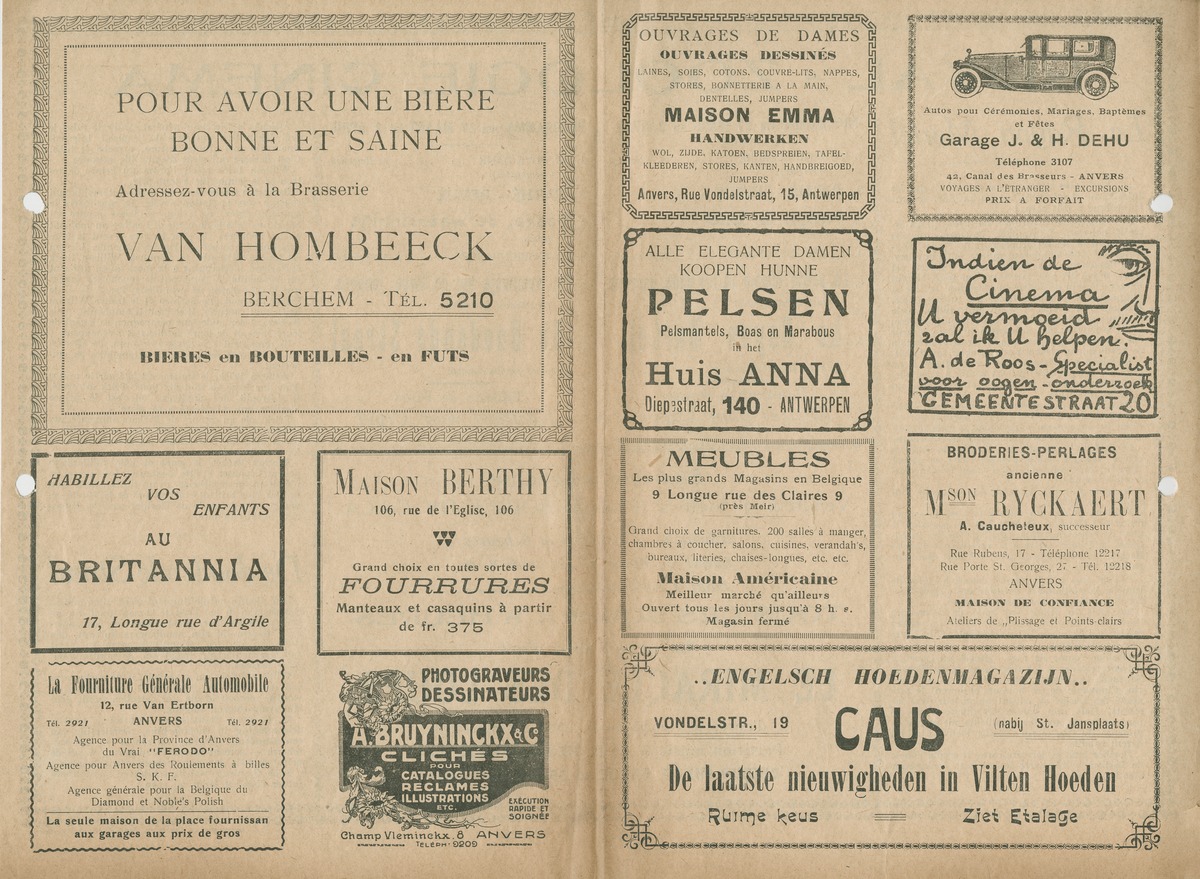 POUR AVOIR UNE BIÈRE
BONNE ET SAINE
Adressez-vous à la Brasserie
VAN HOMBEECK
BERCHEM - TÉL. 5210
BIERES en BOUTEILLES - en FUTS
HABILLEZ
VOS
ENFANTS
AU
BRITANNIA
17, Longue rue d'Argile
MAISON BERTHY
106, rue de l'Eglise, 106
Grand choix en toutes sortes de
FOURRURES
Manteaux et casaquins à partir
de fr. 375
La Fourniture Générale Automobile
12, rue Van Ertborn
Tél. 2921 ANVERS Tél. 2921
Agence pour la Province d'Anvers
du Vrai "FERODO"
Agence pour Anvers des Roulements à billes
S. K. F.
Agence générale pour la Belgique du
Diamond et Noble's Polish
La seule maison de la place fournissan
aux garages aux prix de gros
PHOTOGRAVEURS
DESSINATEURS
A. BRUYNINCKX & Cº
CLICHÉS
POUR
CATALOGUES
RECLAMES
ILLUSTRATIONS
ETC.
EXÉCUTION
RAPIDE ET
SOIGNÉE
Champ Vleminckx, 8 ANVERS
TELEPH. 9209
OUVRAGES DE DAMES
OUVRAGES DESSINÉS
LAINES, SOIES, COTONS, COUVRE-LITS, NAPPES,
STORES, BONNETTERIE A LA MAIN,
DENTELLES, JUMPERS
MAISON EMMA
HANDWERKEN
WOL, ZIJDE, KATOEN, BEDSPREIEN, TAFEL-
KLEEDEREN, STORES, KANTEN, HANDBREIGOED,
JUMPERS
Anvers, Rue Vondelstraat, 15, Antwerpen
Autos pour Cérémonies, Mariages, Baptêmes
et Fêtes
Garage J. & H. DEHU
Téléphone 3107
42, Canal des Brasseurs - ANVERS
VOYAGES A L'ÉTRANGER - EXCURSIONS
PRIX A FORFAIT
ALLE ELEGANTE DAMEN
KOOPEN HUNNE
PELSEN
Pelsmantels, Boas en Marabous
in het
Huis ANNA
Diepestraat, 140 - ANTWERPEN
Indien de
Cinema
U vermoeid
zal ik U helpen.
A. de Roos - Specialist
voor oogen - onderzoek
GEMEENTESTRAAT 20
MEUBLES
Les plus grands Magasins en Belgique
9 Longue rue des Claires 9
(près Meir)
Grand choix de garnitures. 200 salles à manger,
chambres à coucher, salons, cuisines, verandah's,
bureaux, literies, chaises-longues, etc. etc.
Maison Américaine
Meilleur marché qu'ailleurs
Ouvert tous les jours jusqu'à 8 h. s.
Magasin fermé
BRODERIES-PERLAGES
ancienne
MSON RYCKAERT
A. Caucheteux, successeur
Rue Rubens, 17 - Téléphone 12217
Rue Porte St. Georges, 27 - Tél. 12218
ANVERS
MAISON DE CONFIANCE
Ateliers de „Plissage et Points-clairs
..ENGELSCH HOEDENMAGAZIJN..
VONDELSTR., 19 CAUS (nabij St. Jansplaats)
De laatste nieuwigheden in Vilten Hoeden
Ruime keus Ziet Etalage